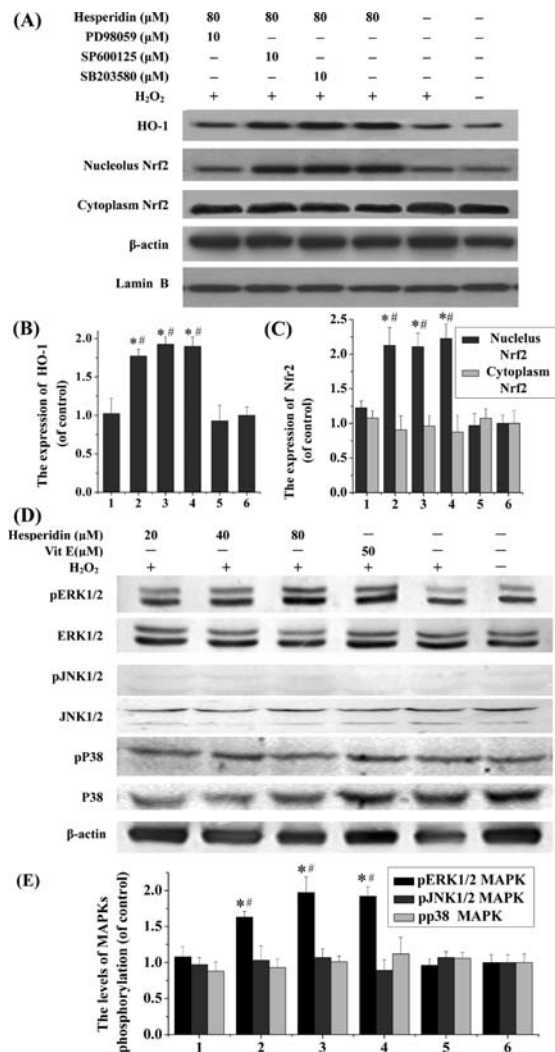 (A)
Hesperidin (μM) 80 80 80 80 – –
PD98059 (μM) 10 – – – – –
SP600125 (μM) – 10 – – – –
SB203580 (μM) – – 10 – – –
H₂O₂ + + + + + –
HO-1
Nucleolus Nrf2
Cytoplasm Nrf2
β-actin
Lamin B
(B)
The expression of HO-1
(of control)
2.0
1.5
1.0
0.5
0.0
*# *# *#
1 2 3 4 5 6
(C)
The expression of Nfr2
(of control)
2.5
2.0
1.5
1.0
0.5
0.0
*# *# *#
Nuclelus
Nrf2
Cytoplasm
Nrf2
1 2 3 4 5 6
(D)
Hesperidin (μM) 20 40 80 – – –
Vit E(μM) – – – 50 – –
H₂O₂ + + + + + –
pERK1/2
ERK1/2
pJNK1/2
JNK1/2
pP38
P38
β-actin
(E)
The levels of MAPKs
phosphorylation (of control)
2.0
1.5
1.0
0.5
0.0
*# *# *#
pERK1/2 MAPK
pJNK1/2 MAPK
pp38 MAPK
1 2 3 4 5 6